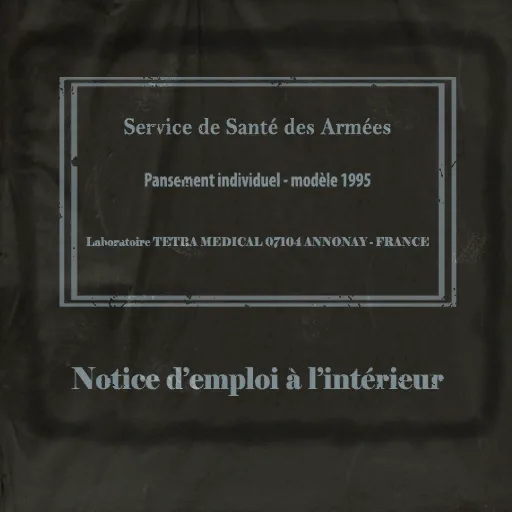 Service de Santé des Armées
Pansement individuel - modèle 1995
Laboratoire TETRA MEDICAL 07104 ANNONAY - FRANCE
Notice d'emploi à l'intérieur